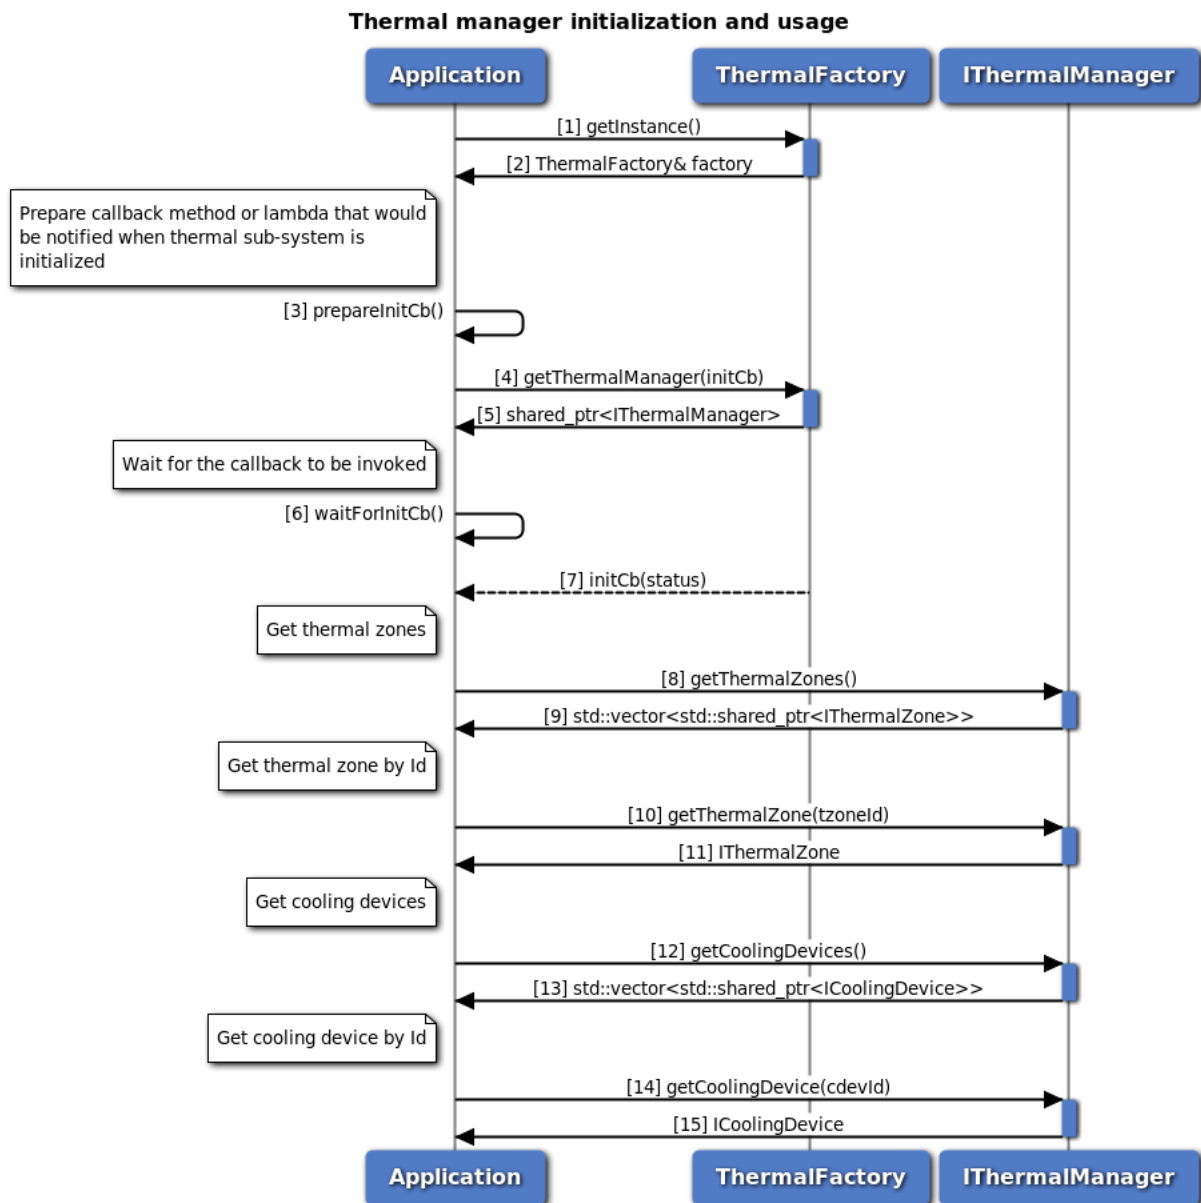 Thermal manager initialization and usage
Application
ThermalFactory
IThermalManager
[1] getInstance()
[2] ThermalFactory& factory
Prepare callback method or lambda that would
be notified when thermal sub-system is
initialized
[3] prepareInitCb()
[4] getThermalManager(initCb)
[5] shared_ptr<IThermalManager>
Wait for the callback to be invoked
[6] waitForInitCb()
[7] initCb(status)
Get thermal zones
[8] getThermalZones()
[9] std::vector<std::shared_ptr<IThermalZone>>
Get thermal zone by Id
[10] getThermalZone(tzoneId)
[11] IThermalZone
Get cooling devices
[12] getCoolingDevices()
[13] std::vector<std::shared_ptr<ICoolingDevice>>
Get cooling device by Id
[14] getCoolingDevice(cdevId)
[15] ICoolingDevice
Application
ThermalFactory
IThermalManager